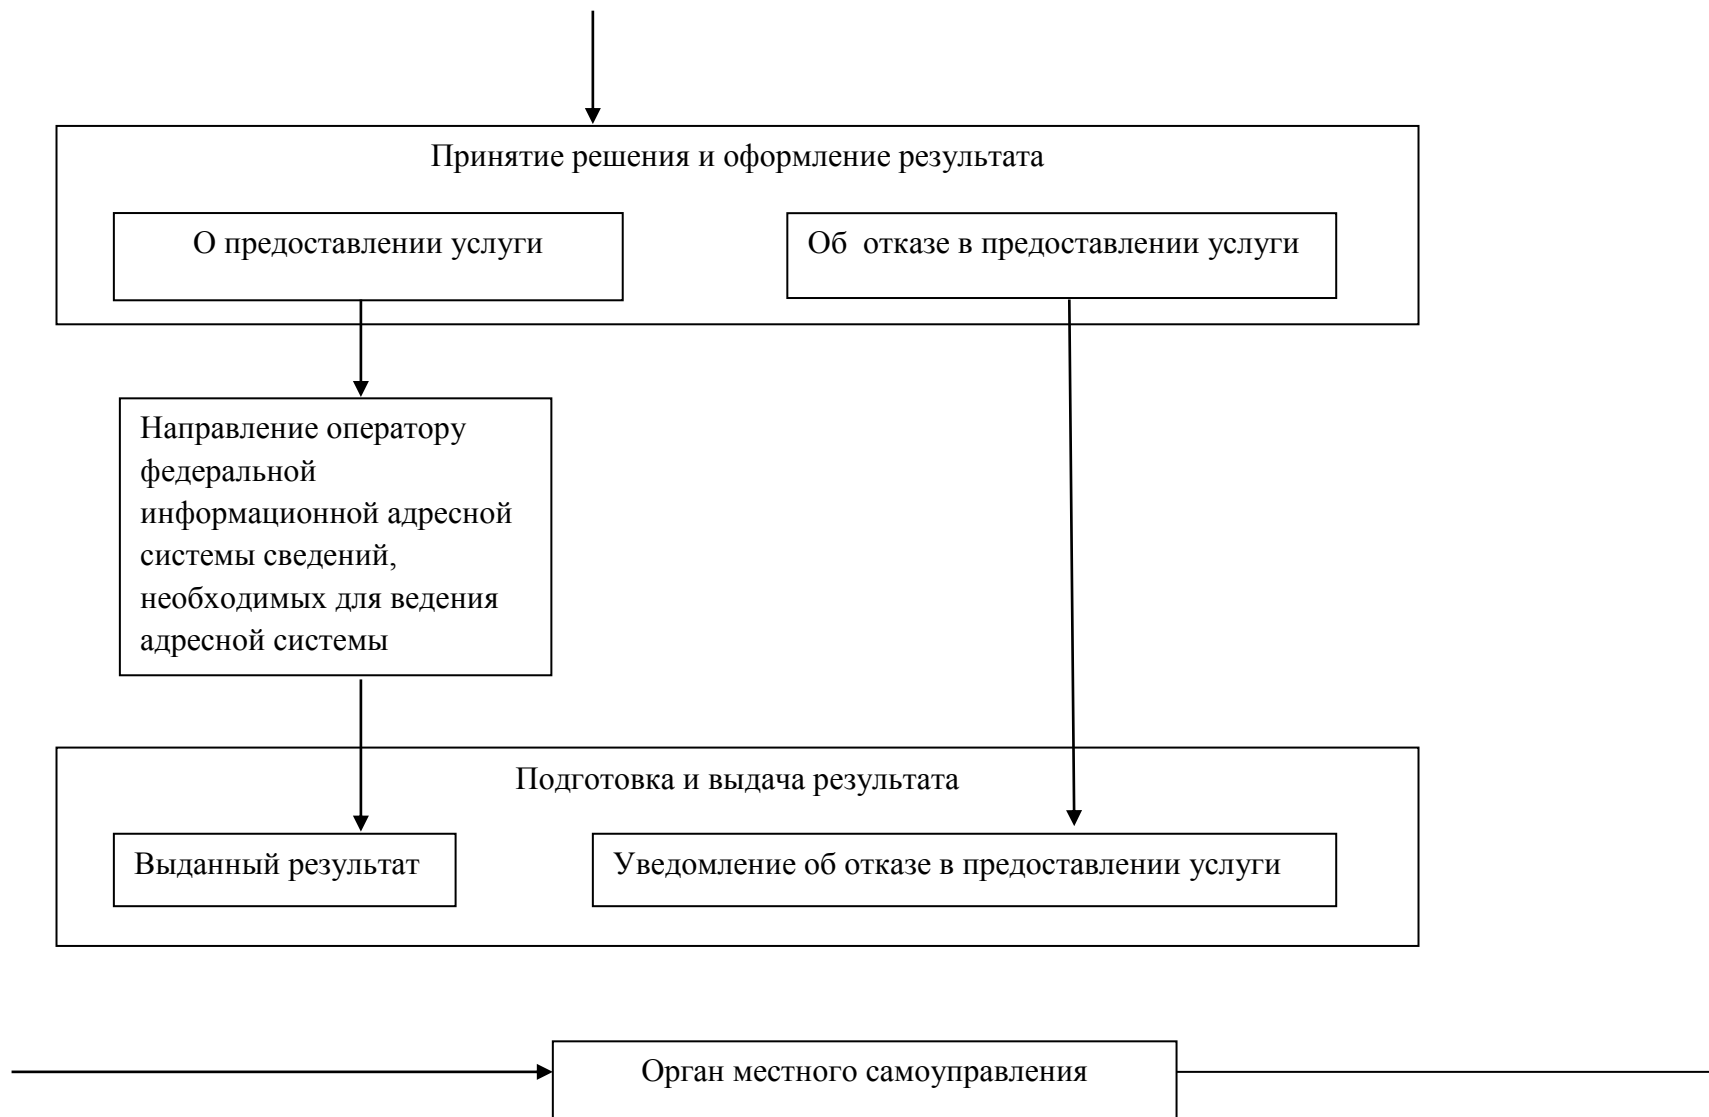 Принятие решения и оформление результата
О предоставлении услуги
Об отказе в предоставлении услуги
Направление оператору
федеральной
информационной адресной
системы сведений,
необходимых для ведения
адресной системы
Подготовка и выдача результата
Выданный результат
Уведомление об отказе в предоставлении услуги
Орган местного самоуправления